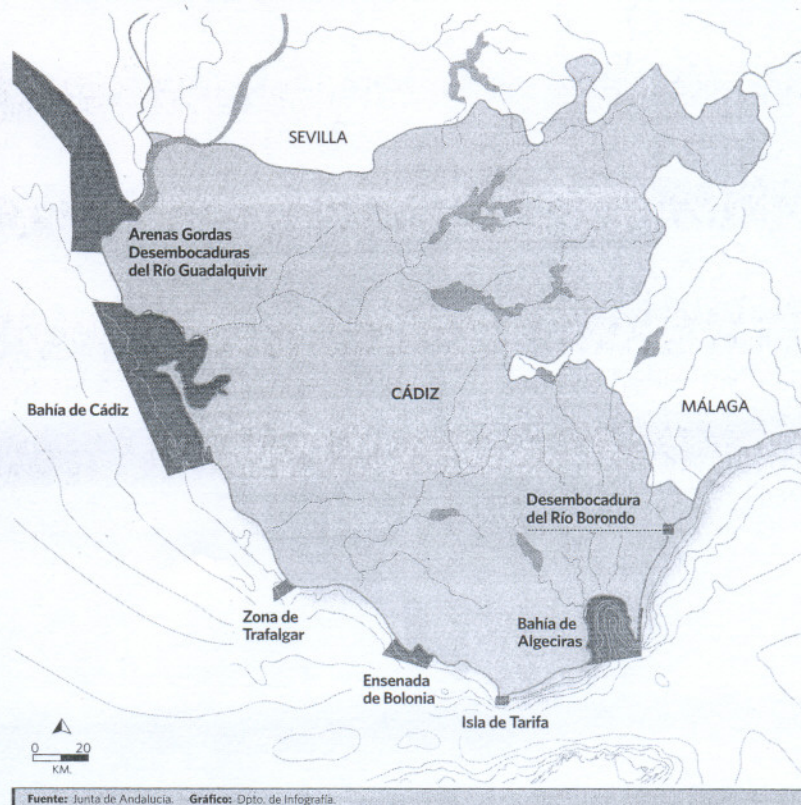 SEVILLA
Arenas Gordas
Desembocaduras
del Río Guadalquivir
Bahía de Cádiz
CÁDIZ
MÁLAGA
Desembocadura
del Río Borondo
Zona de
Trafalgar
Bahía de
Algeciras
Ensenada
de Bolonia
Isla de Tarifa
0 20
KM.
Fuente: Junta de Andalucía. Gráfico: Dpto. de Infografía.